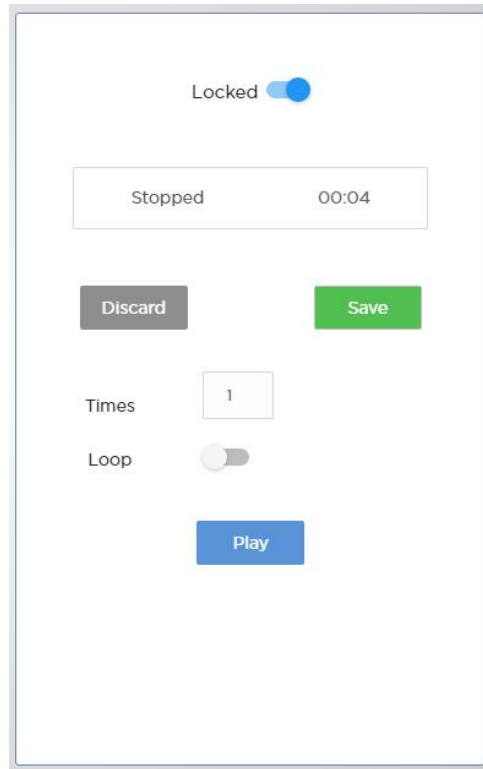 Locked
Stopped 00:04
Discard Save
Times 1
Loop
Play